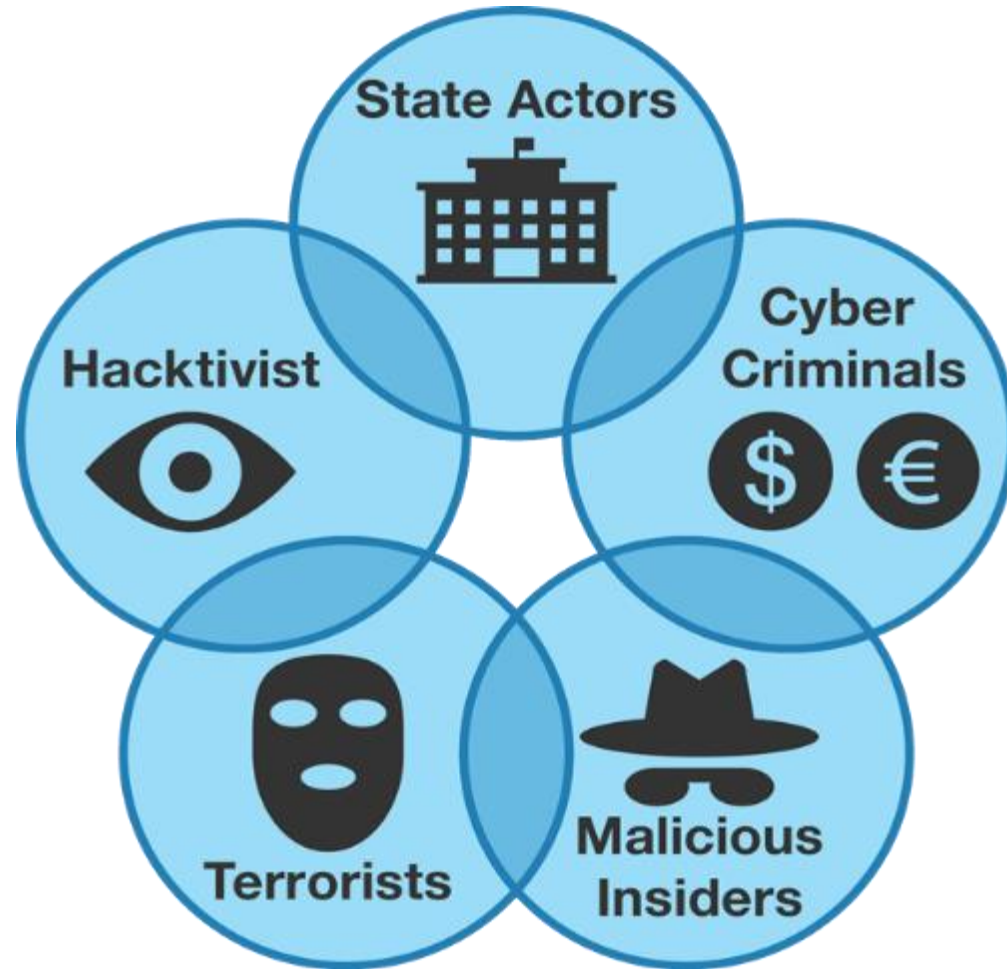 State Actors
Hacktivist
Cyber
Criminals
$ €
Terrorists
Malicious
Insiders